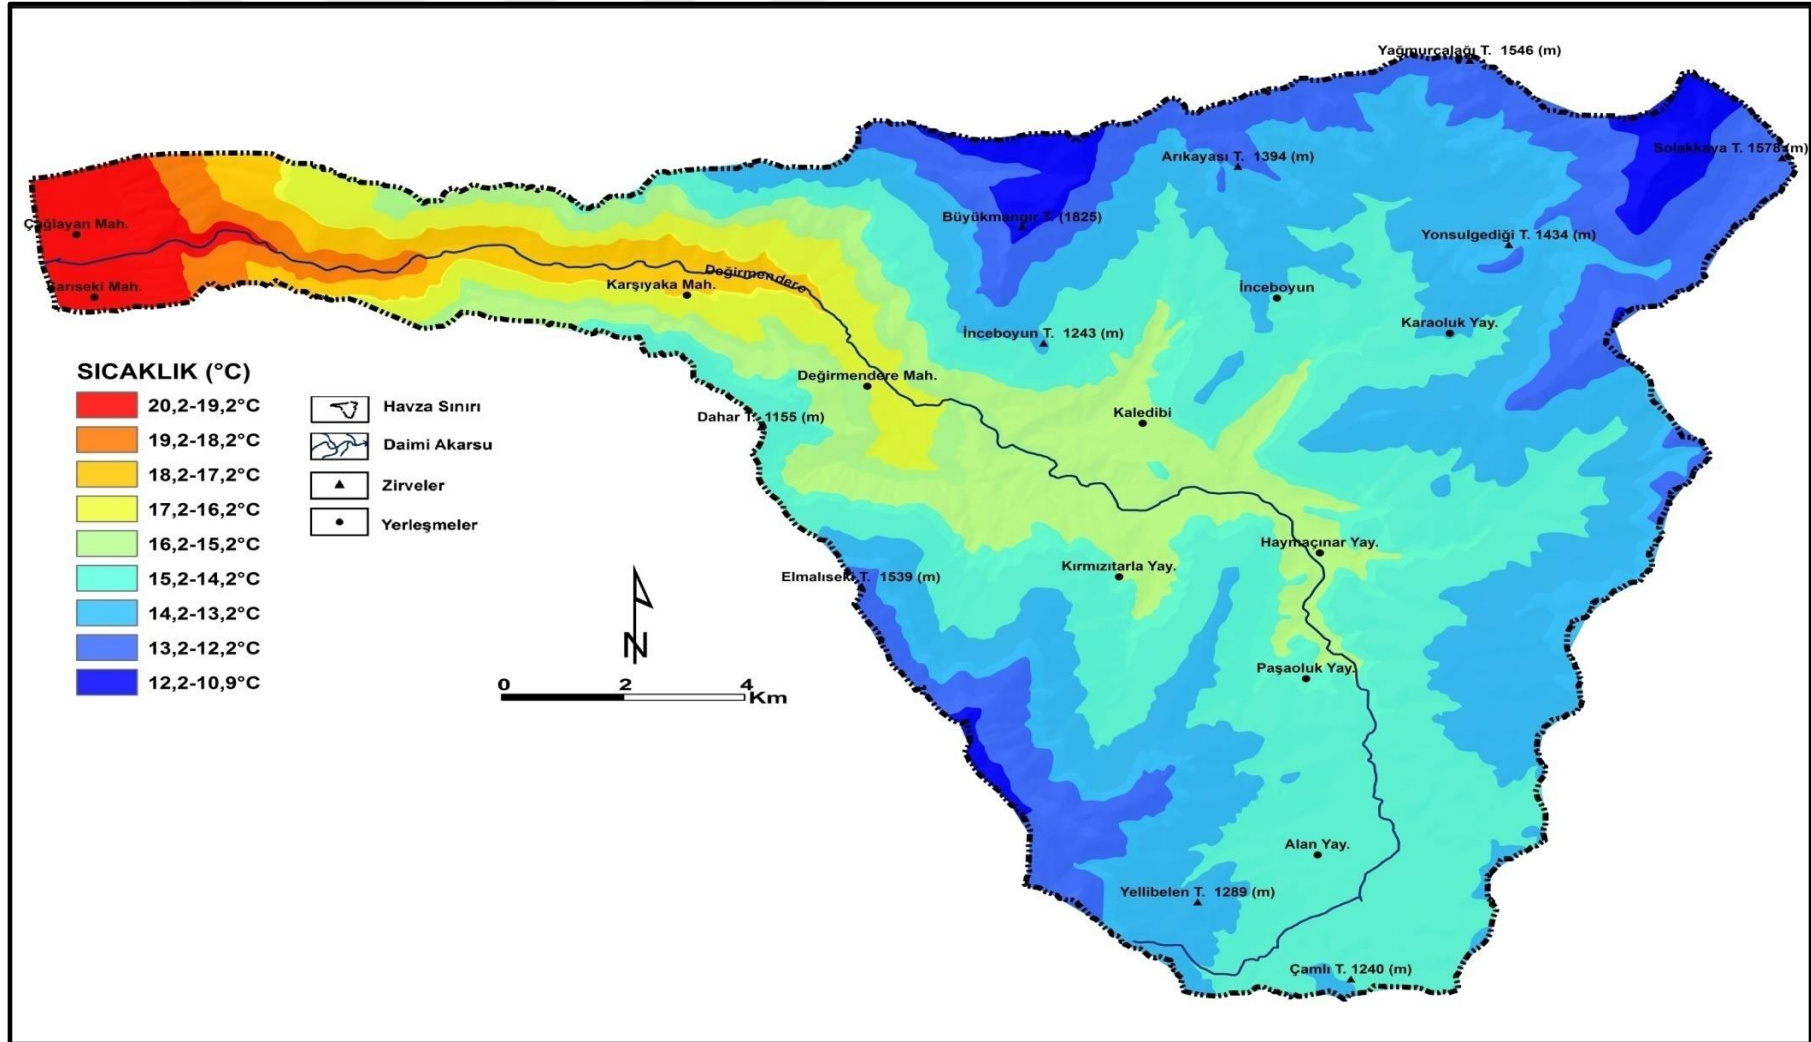 Yağmurçalağı T. 1546 (m)
Solakkaya T. 1578 (m)
Arıkayası T. 1394 (m)
Büyükmangır T. (1825)
Çağlayan Mah.
Yonsulgediği T. 1434 (m)
Değirmendere
arıseki Mah.
Karşıyaka Mah.
İnceboyun
Karaoluk Yay.
İnceboyun T. 1243 (m)
Değirmendere Mah.
Dahar T. 1155 (m)
Kaledibi
Haymaçınar Yay.
Kırmızıtarla Yay.
Elmalıseki T. 1539 (m)
Paşaoluk Yay.
Alan Yay.
Yellibelen T. 1289 (m)
Çamlı T. 1240 (m)
SICAKLIK (°C)
20,2-19,2°C
19,2-18,2°C
18,2-17,2°C
17,2-16,2°C
16,2-15,2°C
15,2-14,2°C
14,2-13,2°C
13,2-12,2°C
12,2-10,9°C
Havza Sınırı
Daimi Akarsu
Zirveler
Yerleşmeler
N
0 2 4
Km